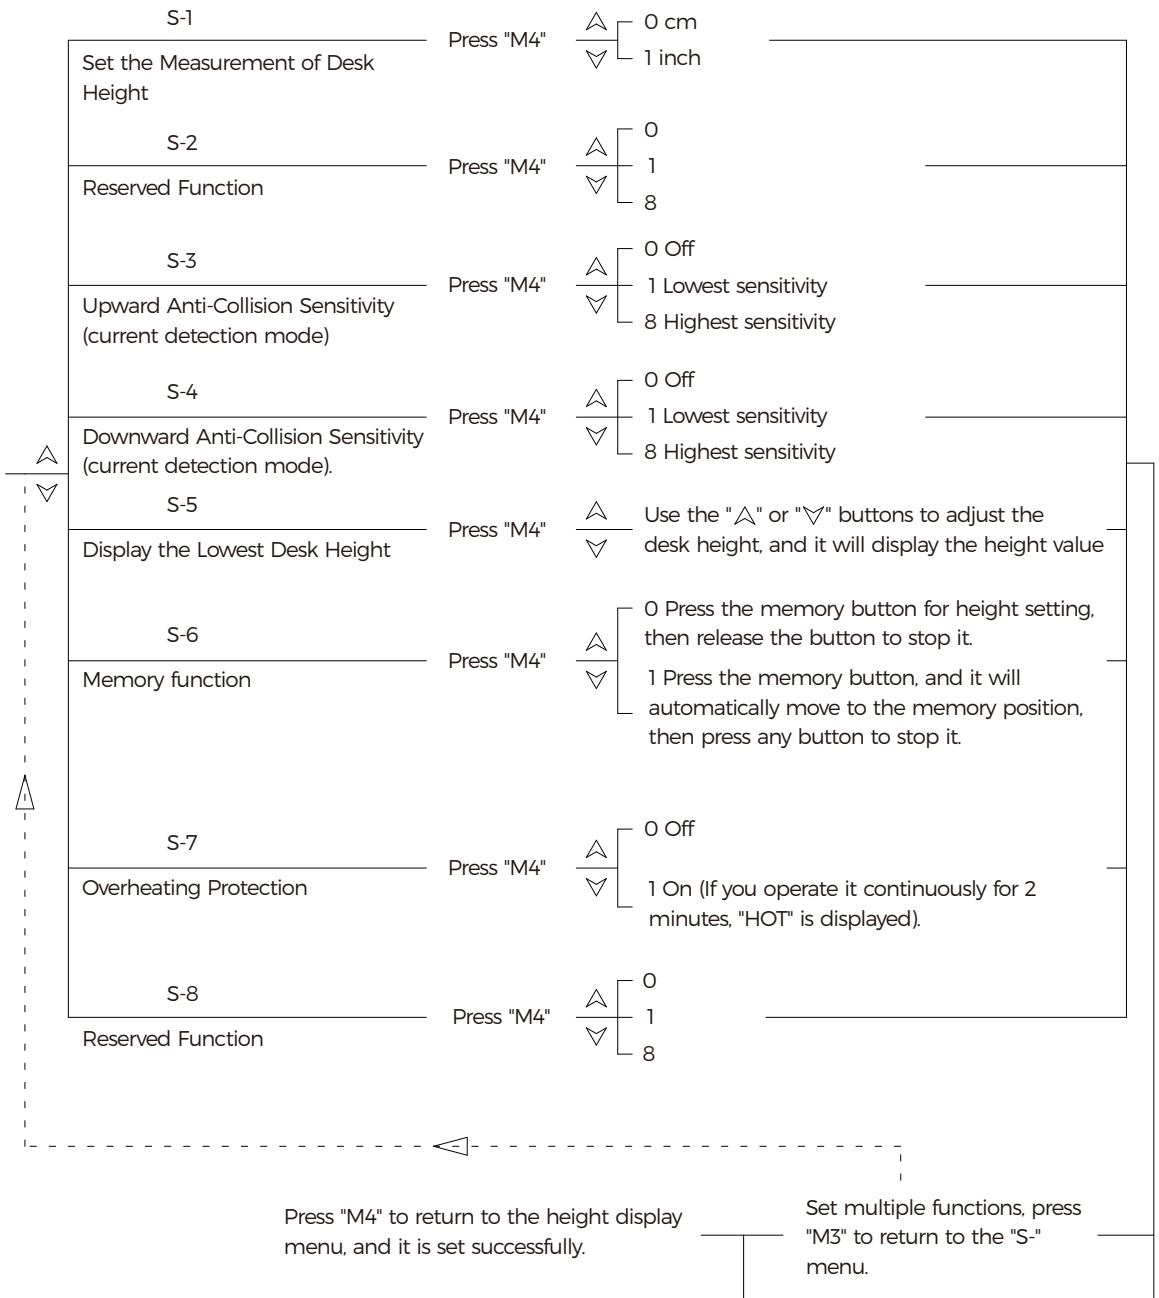 S-1
Set the Measurement of Desk
Height
Press "M4"
0 cm
1 inch
S-2
Reserved Function
Press "M4"
0
1
8
S-3
Upward Anti-Collision Sensitivity
(current detection mode)
Press "M4"
0 Off
1 Lowest sensitivity
8 Highest sensitivity
S-4
Downward Anti-Collision Sensitivity
(current detection mode).
Press "M4"
0 Off
1 Lowest sensitivity
8 Highest sensitivity
S-5
Display the Lowest Desk Height
Press "M4"
Use the "⮝" or "⮟" buttons to adjust the
desk height, and it will display the height value
S-6
Memory function
Press "M4"
0 Press the memory button for height setting,
then release the button to stop it.
1 Press the memory button, and it will
automatically move to the memory position,
then press any button to stop it.
S-7
Overheating Protection
Press "M4"
0 Off
1 On (If you operate it continuously for 2
minutes, "HOT" is displayed).
S-8
Reserved Function
Press "M4"
0
1
8
Press "M4" to return to the height display
menu, and it is set successfully.
Set multiple functions, press
"M3" to return to the "S-"
menu.